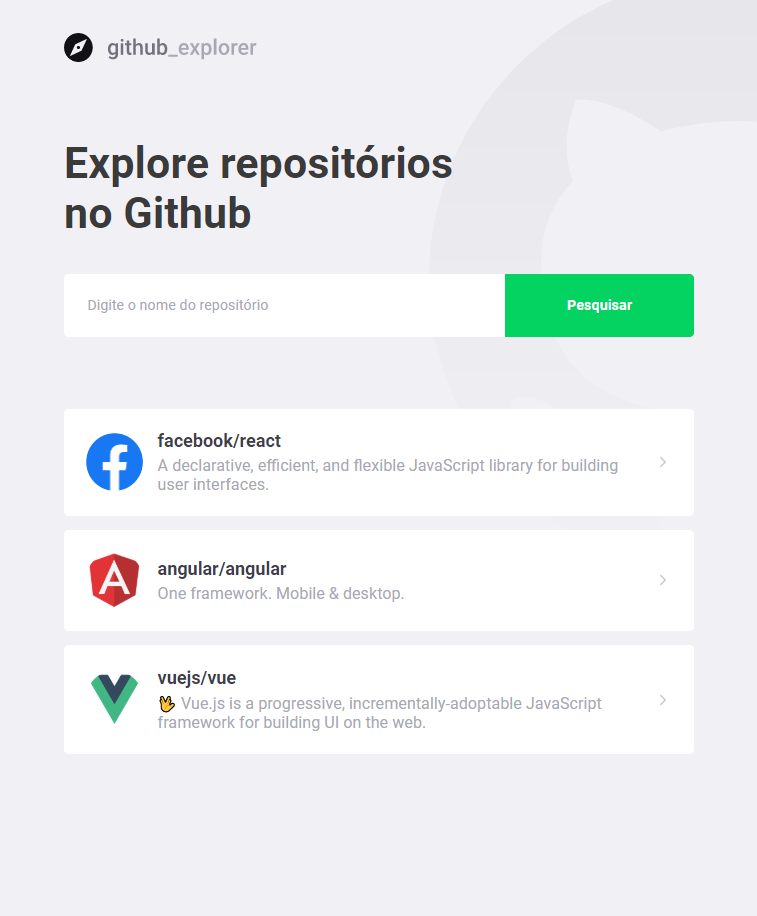 github_explorer
Explore repositórios
no Github
Digite o nome do repositório
Pesquisar
facebook/react
A declarative, efficient, and flexible JavaScript library for building
user interfaces.
angular/angular
One framework. Mobile & desktop.
vuejs/vue
🖖 Vue.js is a progressive, incrementally-adoptable JavaScript
framework for building UI on the web.